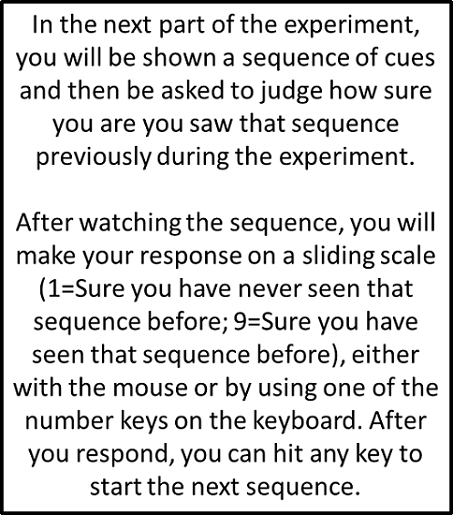 In the next part of the experiment,
you will be shown a sequence of cues
and then be asked to judge how sure
you are you saw that sequence
previously during the experiment.
After watching the sequence, you will
make your response on a sliding scale
(1=Sure you have never seen that
sequence before; 9=Sure you have
seen that sequence before), either
with the mouse or by using one of the
number keys on the keyboard. After
you respond, you can hit any key to
start the next sequence.